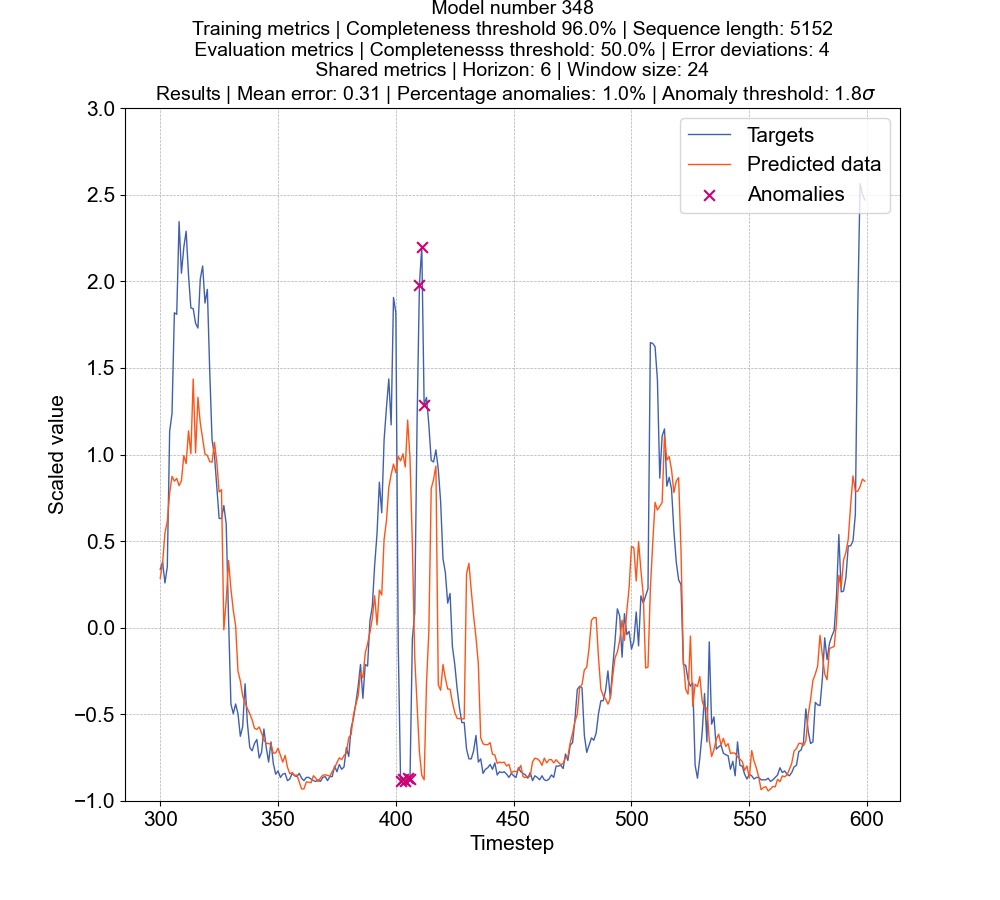 Model number 348
Training metrics | Completeness threshold 96.0% | Sequence length: 5152
Evaluation metrics | Completenesss threshold: 50.0% | Error deviations: 4
Shared metrics | Horizon: 6 | Window size: 24
Results | Mean error: 0.31 | Percentage anomalies: 1.0% | Anomaly threshold: 1.8σ
3.0
2.5
2.0
1.5
1.0
0.5
0.0
−0.5
−1.0
Scaled value
Targets
Predicted data
Anomalies
300
350
400
450
500
550
600
Timestep